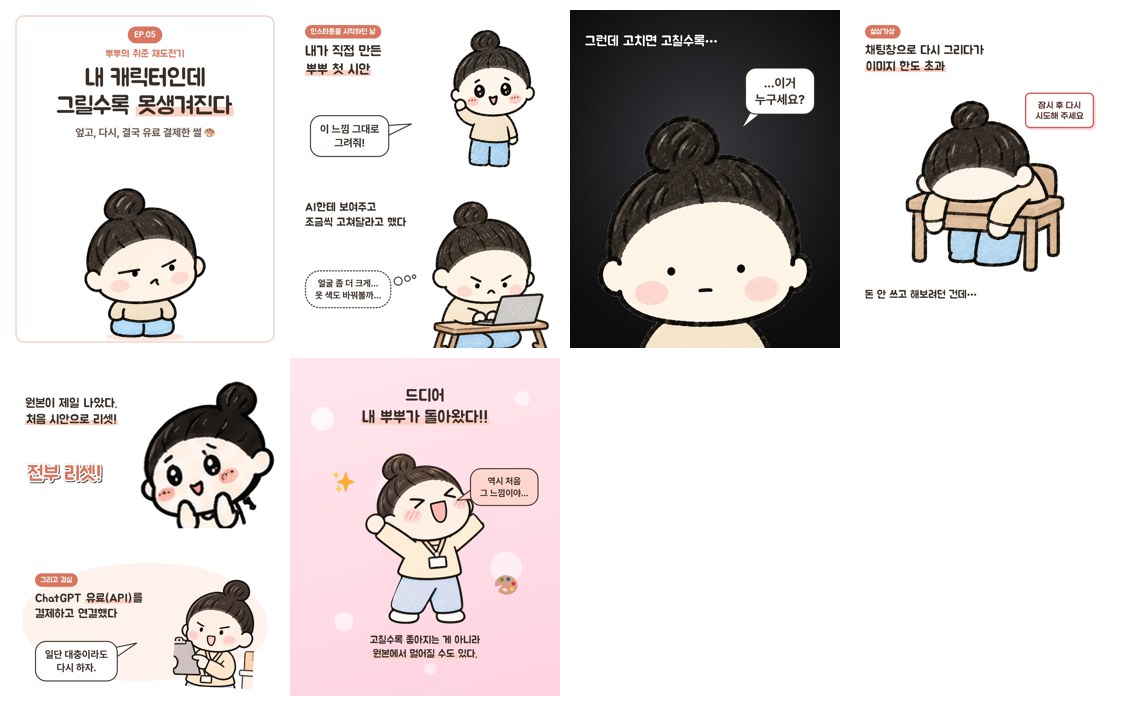 EP.05
뿌뿌의 취준 재도전기
내 캐릭터인데
그릴수록 못생겨진다
엎고, 다시, 결국 유료 결제한 썰
인스타툰을 시작하던 날
내가 직접 만든
뿌뿌 첫 시안
이 느낌 그대로
그려줘!
AI한테 보여주고
조금씩 고쳐달라고 했다
얼굴 좀 더 크게...
옷 색도 바꿔볼까...
그런데 고치면 고칠수록...
...이거
누구세요?
설상가상
채팅창으로 다시 그리다가
이미지 한도 초과
잠시 후 다시
시도해 주세요
돈 안 쓰고 해보려던 건데...
원본이 제일 나았다.
처음 시안으로 리셋!
전부 리셋!
그리고 결심
ChatGPT 유료(API)를
결제하고 연결했다
일단 대충이라도
다시 하자.
드디어
내 뿌뿌가 돌아왔다!!
역시 처음
그 느낌이야...
고칠수록 좋아지는 게 아니라
원본에서 멀어질 수도 있다.